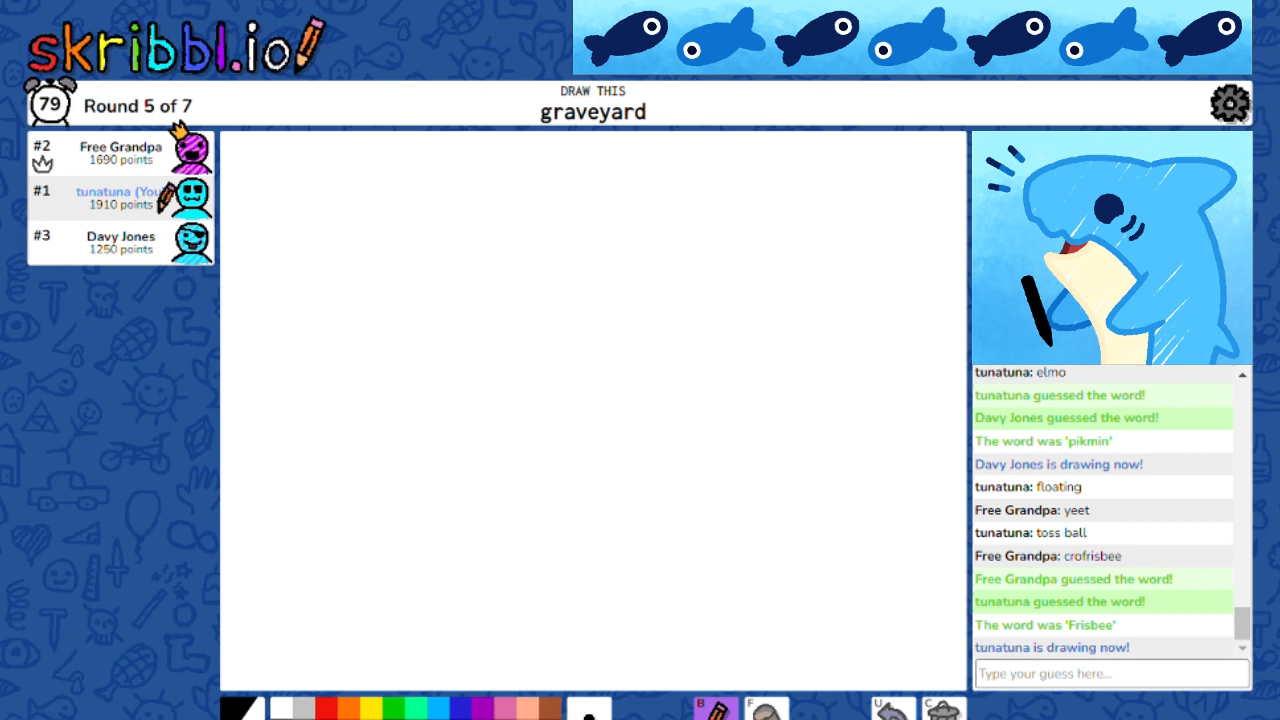 skribbl.io
79
Round 5 of 7
DRAW THIS
graveyard
#2
Free Grandpa
1690 points
#1
tunatuna (You
1910 points
#3
Davy Jones
1250 points
tunatuna: elmo
tunatuna guessed the word!
Davy Jones guessed the word!
The word was 'pikmin'
Davy Jones is drawing now!
tunatuna: floating
Free Grandpa: yeet
tunatuna: toss ball
Free Grandpa: crofrisbee
Free Grandpa guessed the word!
tunatuna guessed the word!
The word was 'Frisbee'
tunatuna is drawing now!
Type your guess here...
B
F
U
C